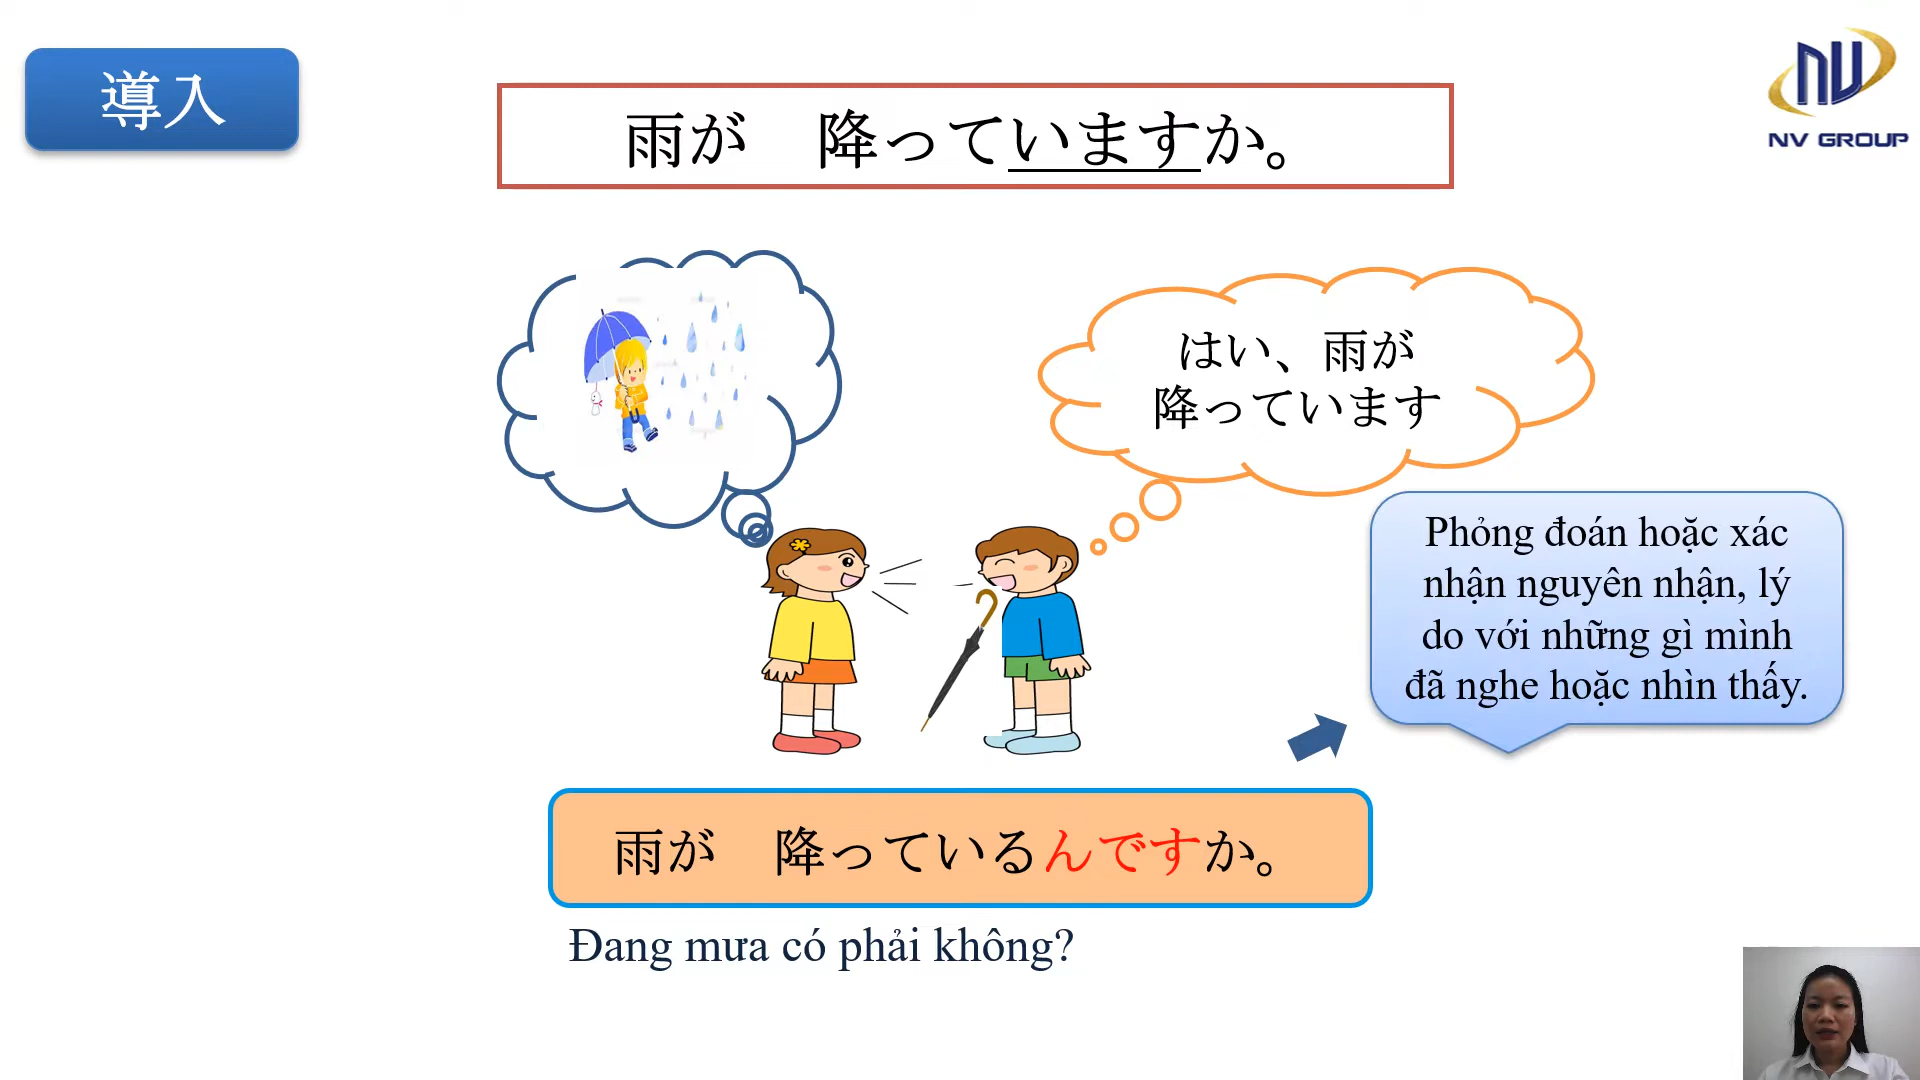 導入
雨が　降っていますか。
NV GROUP
はい、雨が
降っています
Phỏng đoán hoặc xác
nhận nguyên nhận, lý
do với những gì mình
đã nghe hoặc nhìn thấy.
雨が　降っているんですか。
Đang mưa có phải không?